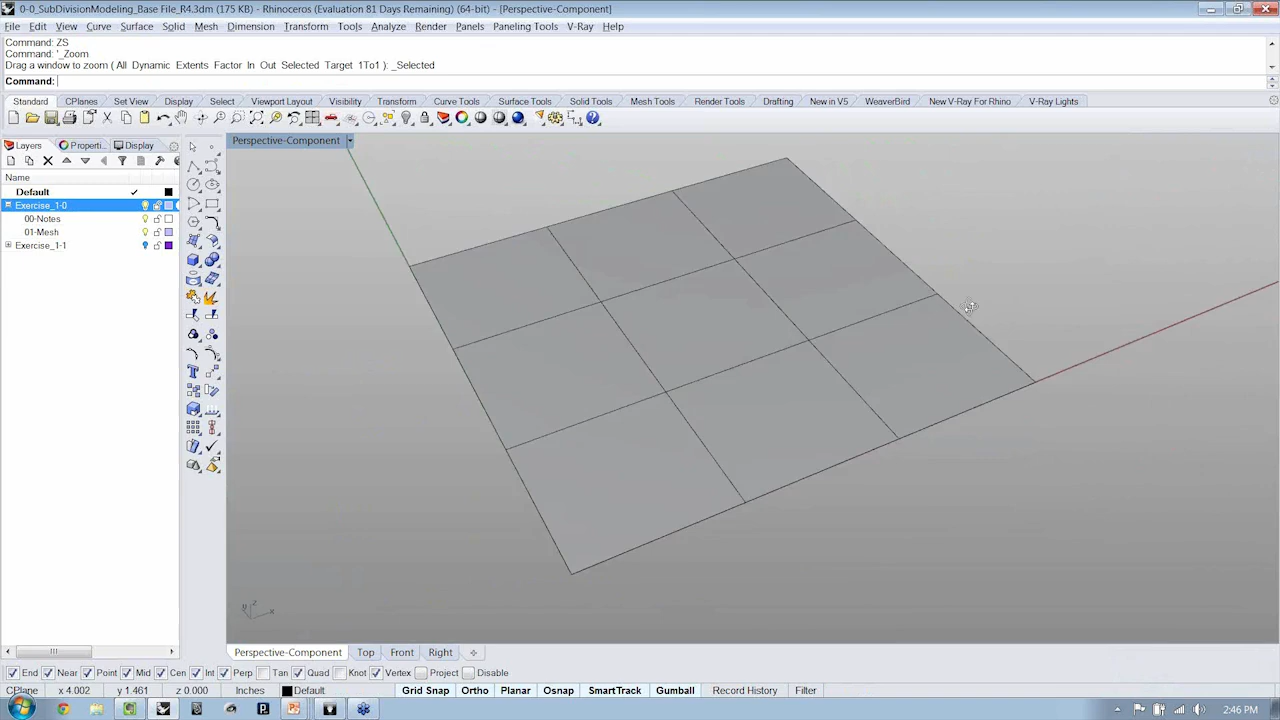 0-0_SubDivisionModeling_Base File_R4.3dm (175 KB) - Rhinoceros (Evaluation 81 Days Remaining) (64-bit) - [Perspective-Component]
File Edit View Curve Surface Solid Mesh Dimension Transform Tools Analyze Render Panels Paneling Tools V-Ray Help
Command: ZS
Command: '_Zoom
Drag a window to zoom ( All Dynamic Extents Factor In Out Selected Target 1To1 ): _Selected
Command:
Standard CPlanes Set View Display Select Viewport Layout Visibility Transform Curve Tools Surface Tools Solid Tools Mesh Tools Render Tools Drafting New in V5 WeaverBird New V-Ray For Rhino V-Ray Lights
Layers Properti... Display
Perspective-Component
Name
Default
Exercise_1-0
00-Notes
01-Mesh
Exercise_1-1
y z x
Perspective-Component Top Front Right
End Near Point Mid Cen Int Perp Tan Quad Knot Vertex Project Disable
CPlane x 4.002 y 1.461 z 0.000 Inches Default Grid Snap Ortho Planar Osnap SmartTrack Gumball Record History Filter
2:46 PM